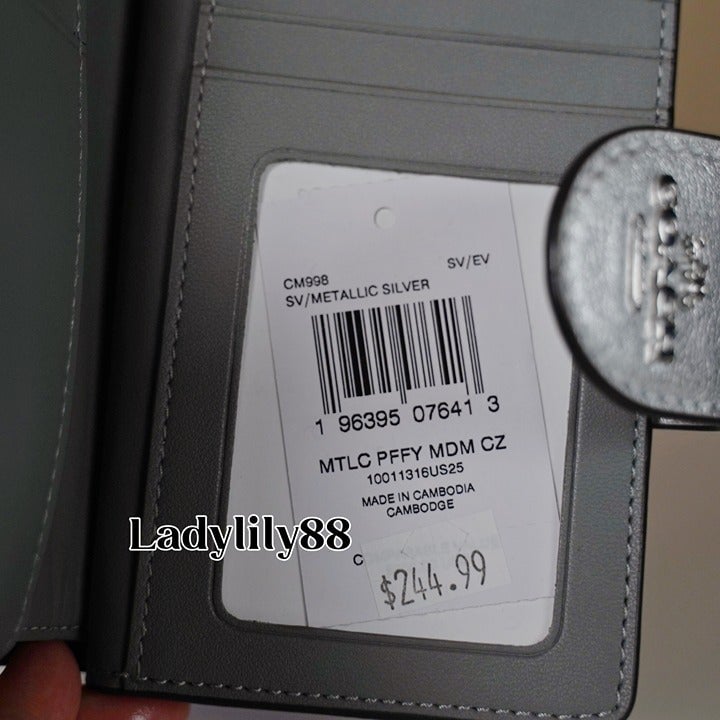 CM998
SV/EV
SV/METALLIC SILVER
1 96395 07641 3
MTLC PFFY MDM CZ
10011316US25
MADE IN CAMBODIA
CAMBODGE
Ladylily88
$244.99
COACH